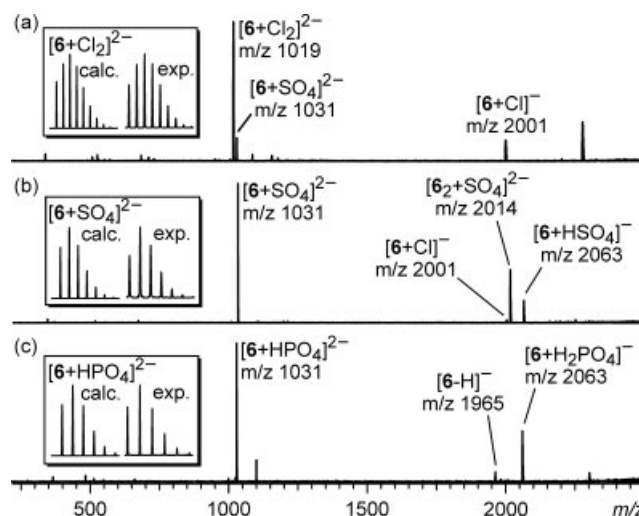 (a)
[6+Cl₂]²⁻
calc. exp.
[6+Cl₂]²⁻
m/z 1019
[6+SO₄]²⁻
m/z 1031
[6+Cl]⁻
m/z 2001
(b)
[6+SO₄]²⁻
calc. exp.
[6+SO₄]²⁻
m/z 1031
[6₂+SO₄]²⁻
m/z 2014
[6+Cl]⁻
m/z 2001
[6+HSO₄]⁻
m/z 2063
(c)
[6+HPO₄]²⁻
calc. exp.
[6+HPO₄]²⁻
m/z 1031
[6-H]⁻
m/z 1965
[6+H₂PO₄]⁻
m/z 2063
500 1000 1500 2000 m/z